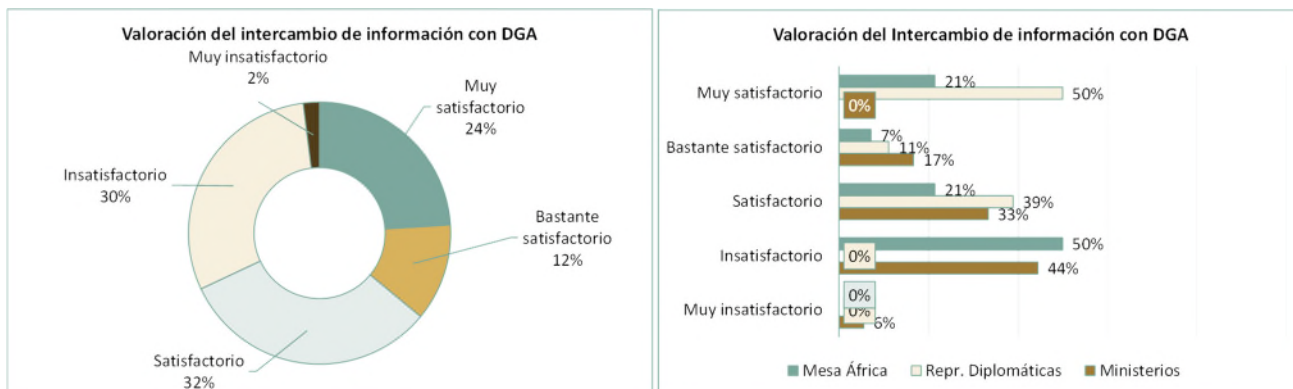 Valoración del intercambio de información con DGA
Muy insatisfactorio
2%
Muy
satisfactorio
24%
Insatisfactorio
30%
Bastante
satisfactorio
12%
Satisfactorio
32%
Valoración del Intercambio de información con DGA
Muy satisfactorio
21%
50%
0%
Bastante satisfactorio
7%
11%
17%
Satisfactorio
21%
39%
33%
Insatisfactorio
50%
0%
44%
Muy insatisfactorio
0%
0%
6%
Mesa África Repr. Diplomáticas Ministerios